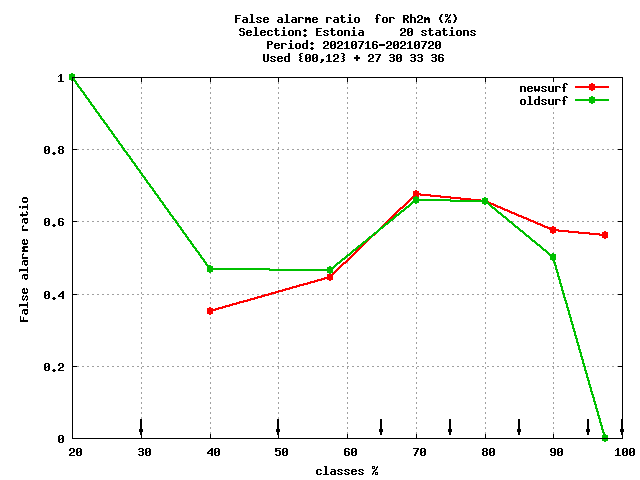 False alarme ratio  for Rh2m (%)
Selection: Estonia     20 stations
Period: 20210716-20210720
Used {00,12} + 27 30 33 36
newsurf
oldsurf
1
0.8
0.6
0.4
0.2
0
False alarme ratio
20 30 40 50 60 70 80 90 100
classes %